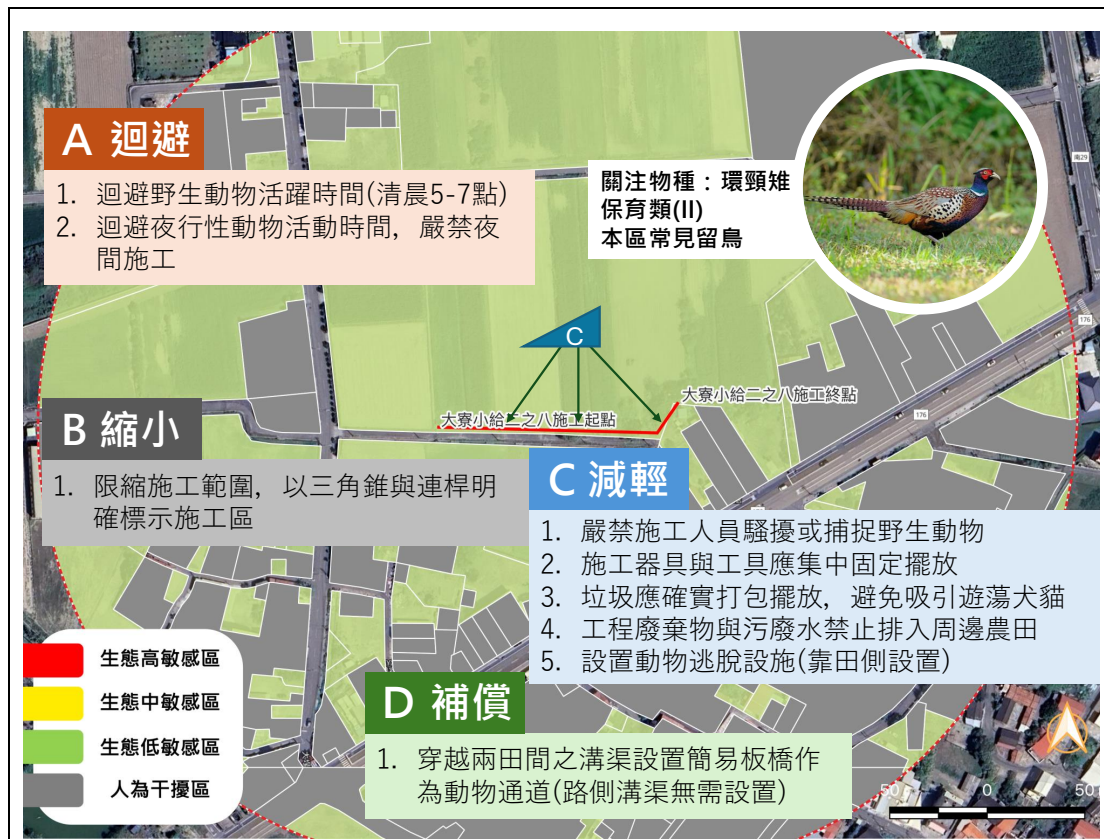 A 迴避
1. 迴避野生動物活躍時間(清晨5-7點)
2. 迴避夜行性動物活動時間，嚴禁夜
間施工
關注物種：環頸雉
保育類(II)
本區常見留鳥
南29
176
C
大寮小給二之八施工起點
大寮小給二之八施工終點
176
B 縮小
1. 限縮施工範圍，以三角錐與連桿明
確標示施工區
C 減輕
1. 嚴禁施工人員騷擾或捕捉野生動物
2. 施工器具與工具應集中固定擺放
3. 垃圾應確實打包擺放，避免吸引遊蕩犬貓
4. 工程廢棄物與污廢水禁止排入周邊農田
5. 設置動物逃脫設施(靠田側設置)
D 補償
1. 穿越兩田間之溝渠設置簡易板橋作
為動物通道(路側溝渠無需設置)
生態高敏感區
生態中敏感區
生態低敏感區
人為干擾區
50 0 50